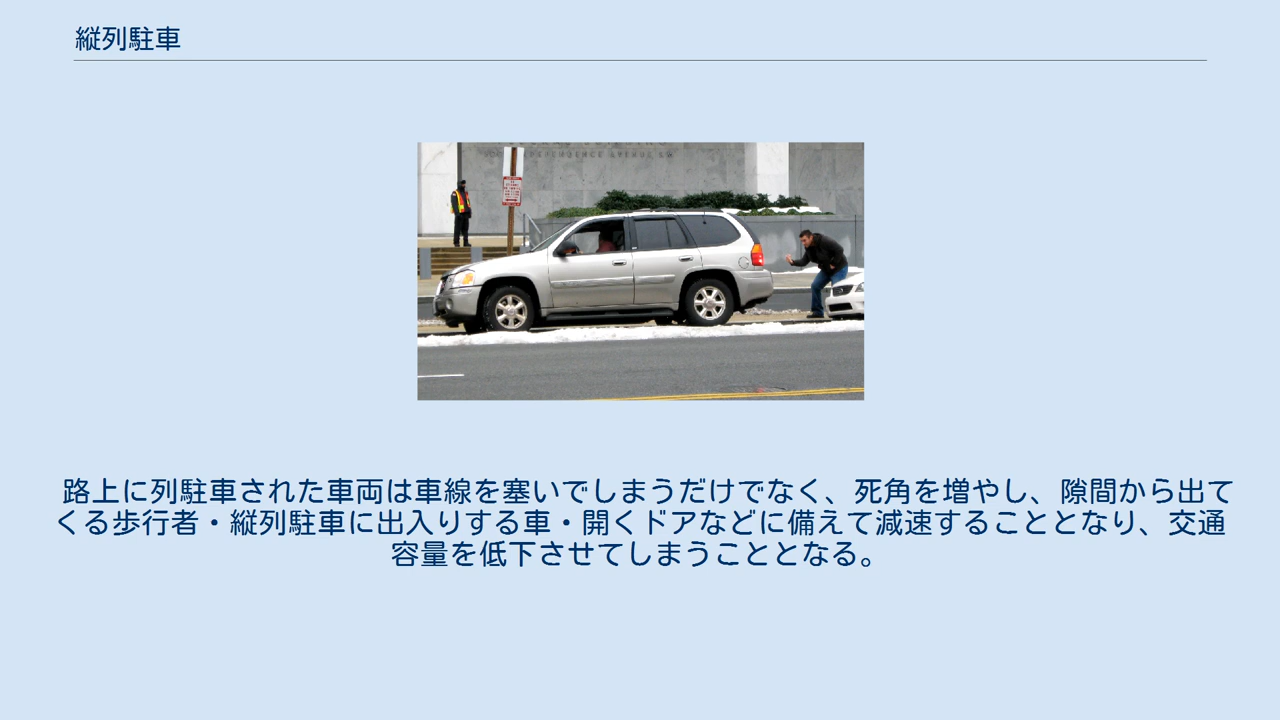 縦列駐車
INDEPENDENCE AVENUE SW
路上に列駐車された車両は車線を塞いでしまうだけでなく、死角を増やし、隙間から出て
くる歩行者・縦列駐車に出入りする車・開くドアなどに備えて減速することとなり、交通
容量を低下させてしまうこととなる。